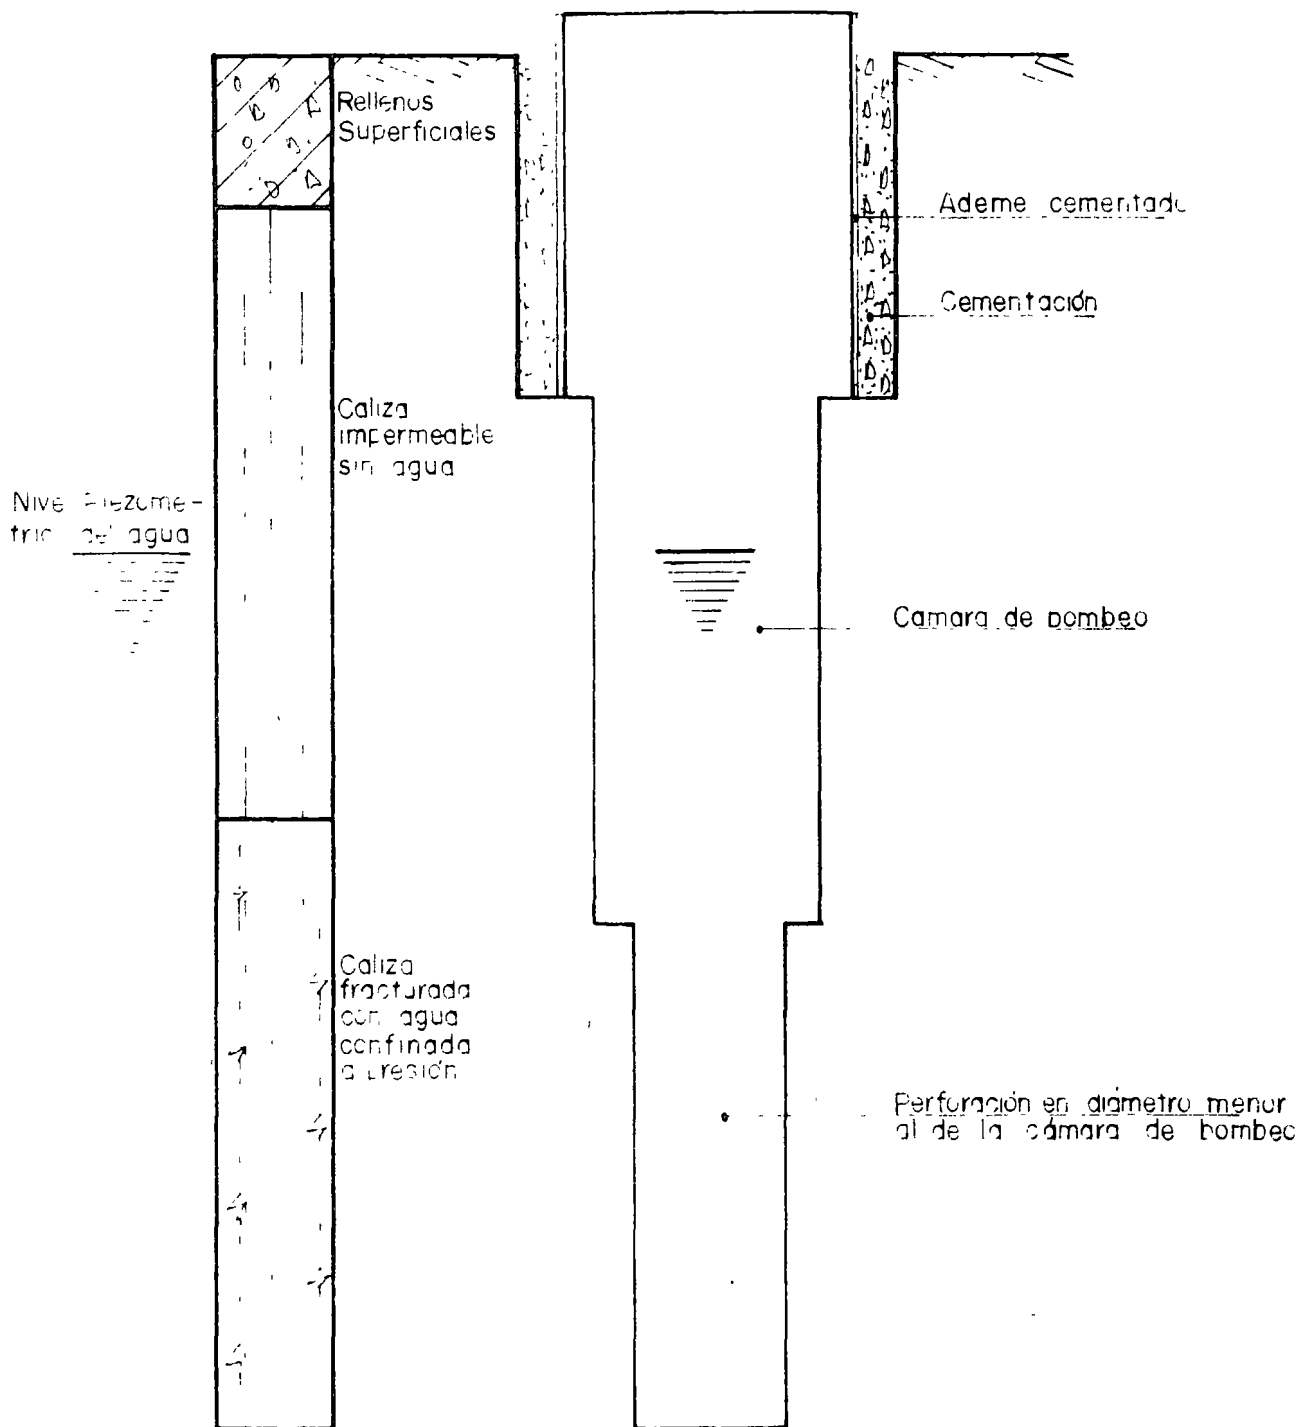 Rellenos
Superficiales
Ademe cementado
Cementación
Caliza
impermeable
sin agua
Nivel Piezome-
tric del agua
Camara de bombeo
Caliza
fracturada
con agua
confinada
a presión
Perforación en diámetro menor
al de la cámara de bombeo